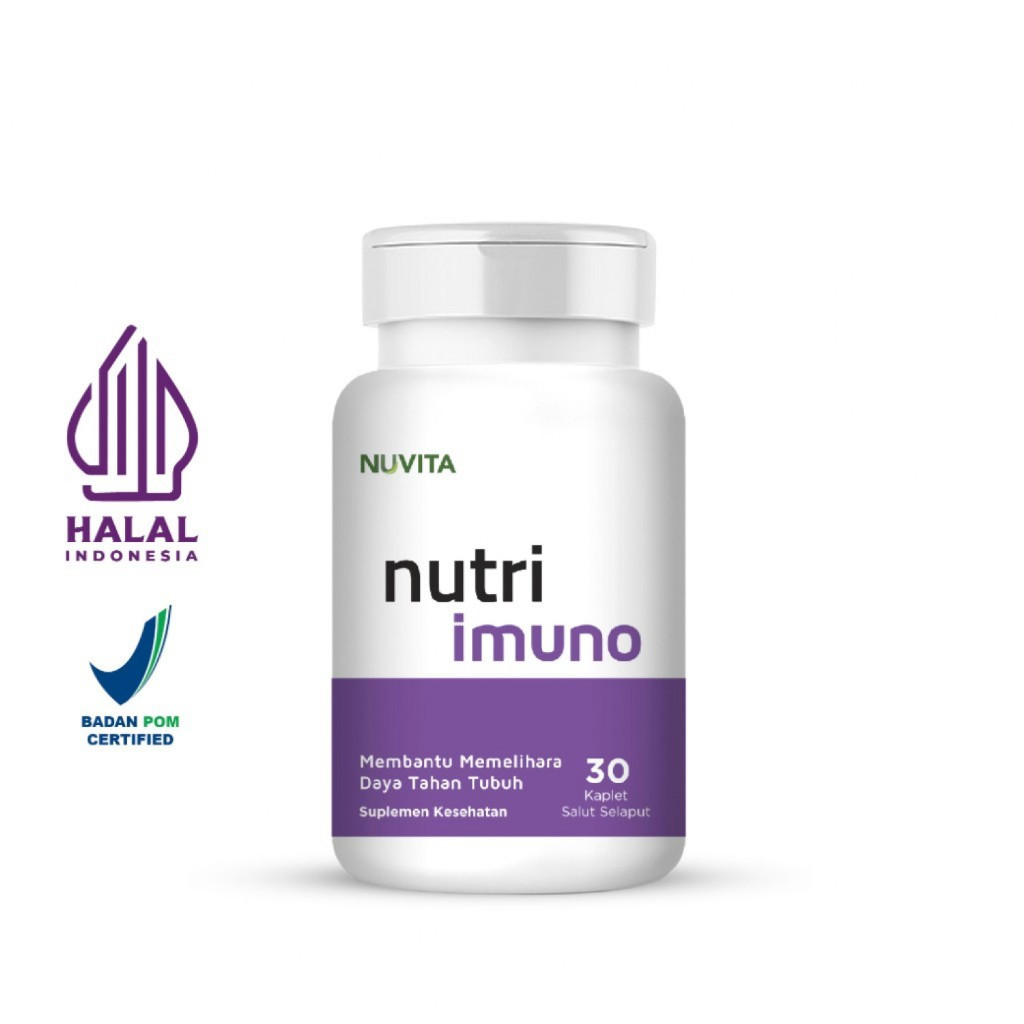 HALAL
INDONESIA
BADAN POM
CERTIFIED
NUVITA
nutri
imuno
Membantu Memelihara
Daya Tahan Tubuh
Suplemen Kesehatan
30
Kaplet
Salut Selaput